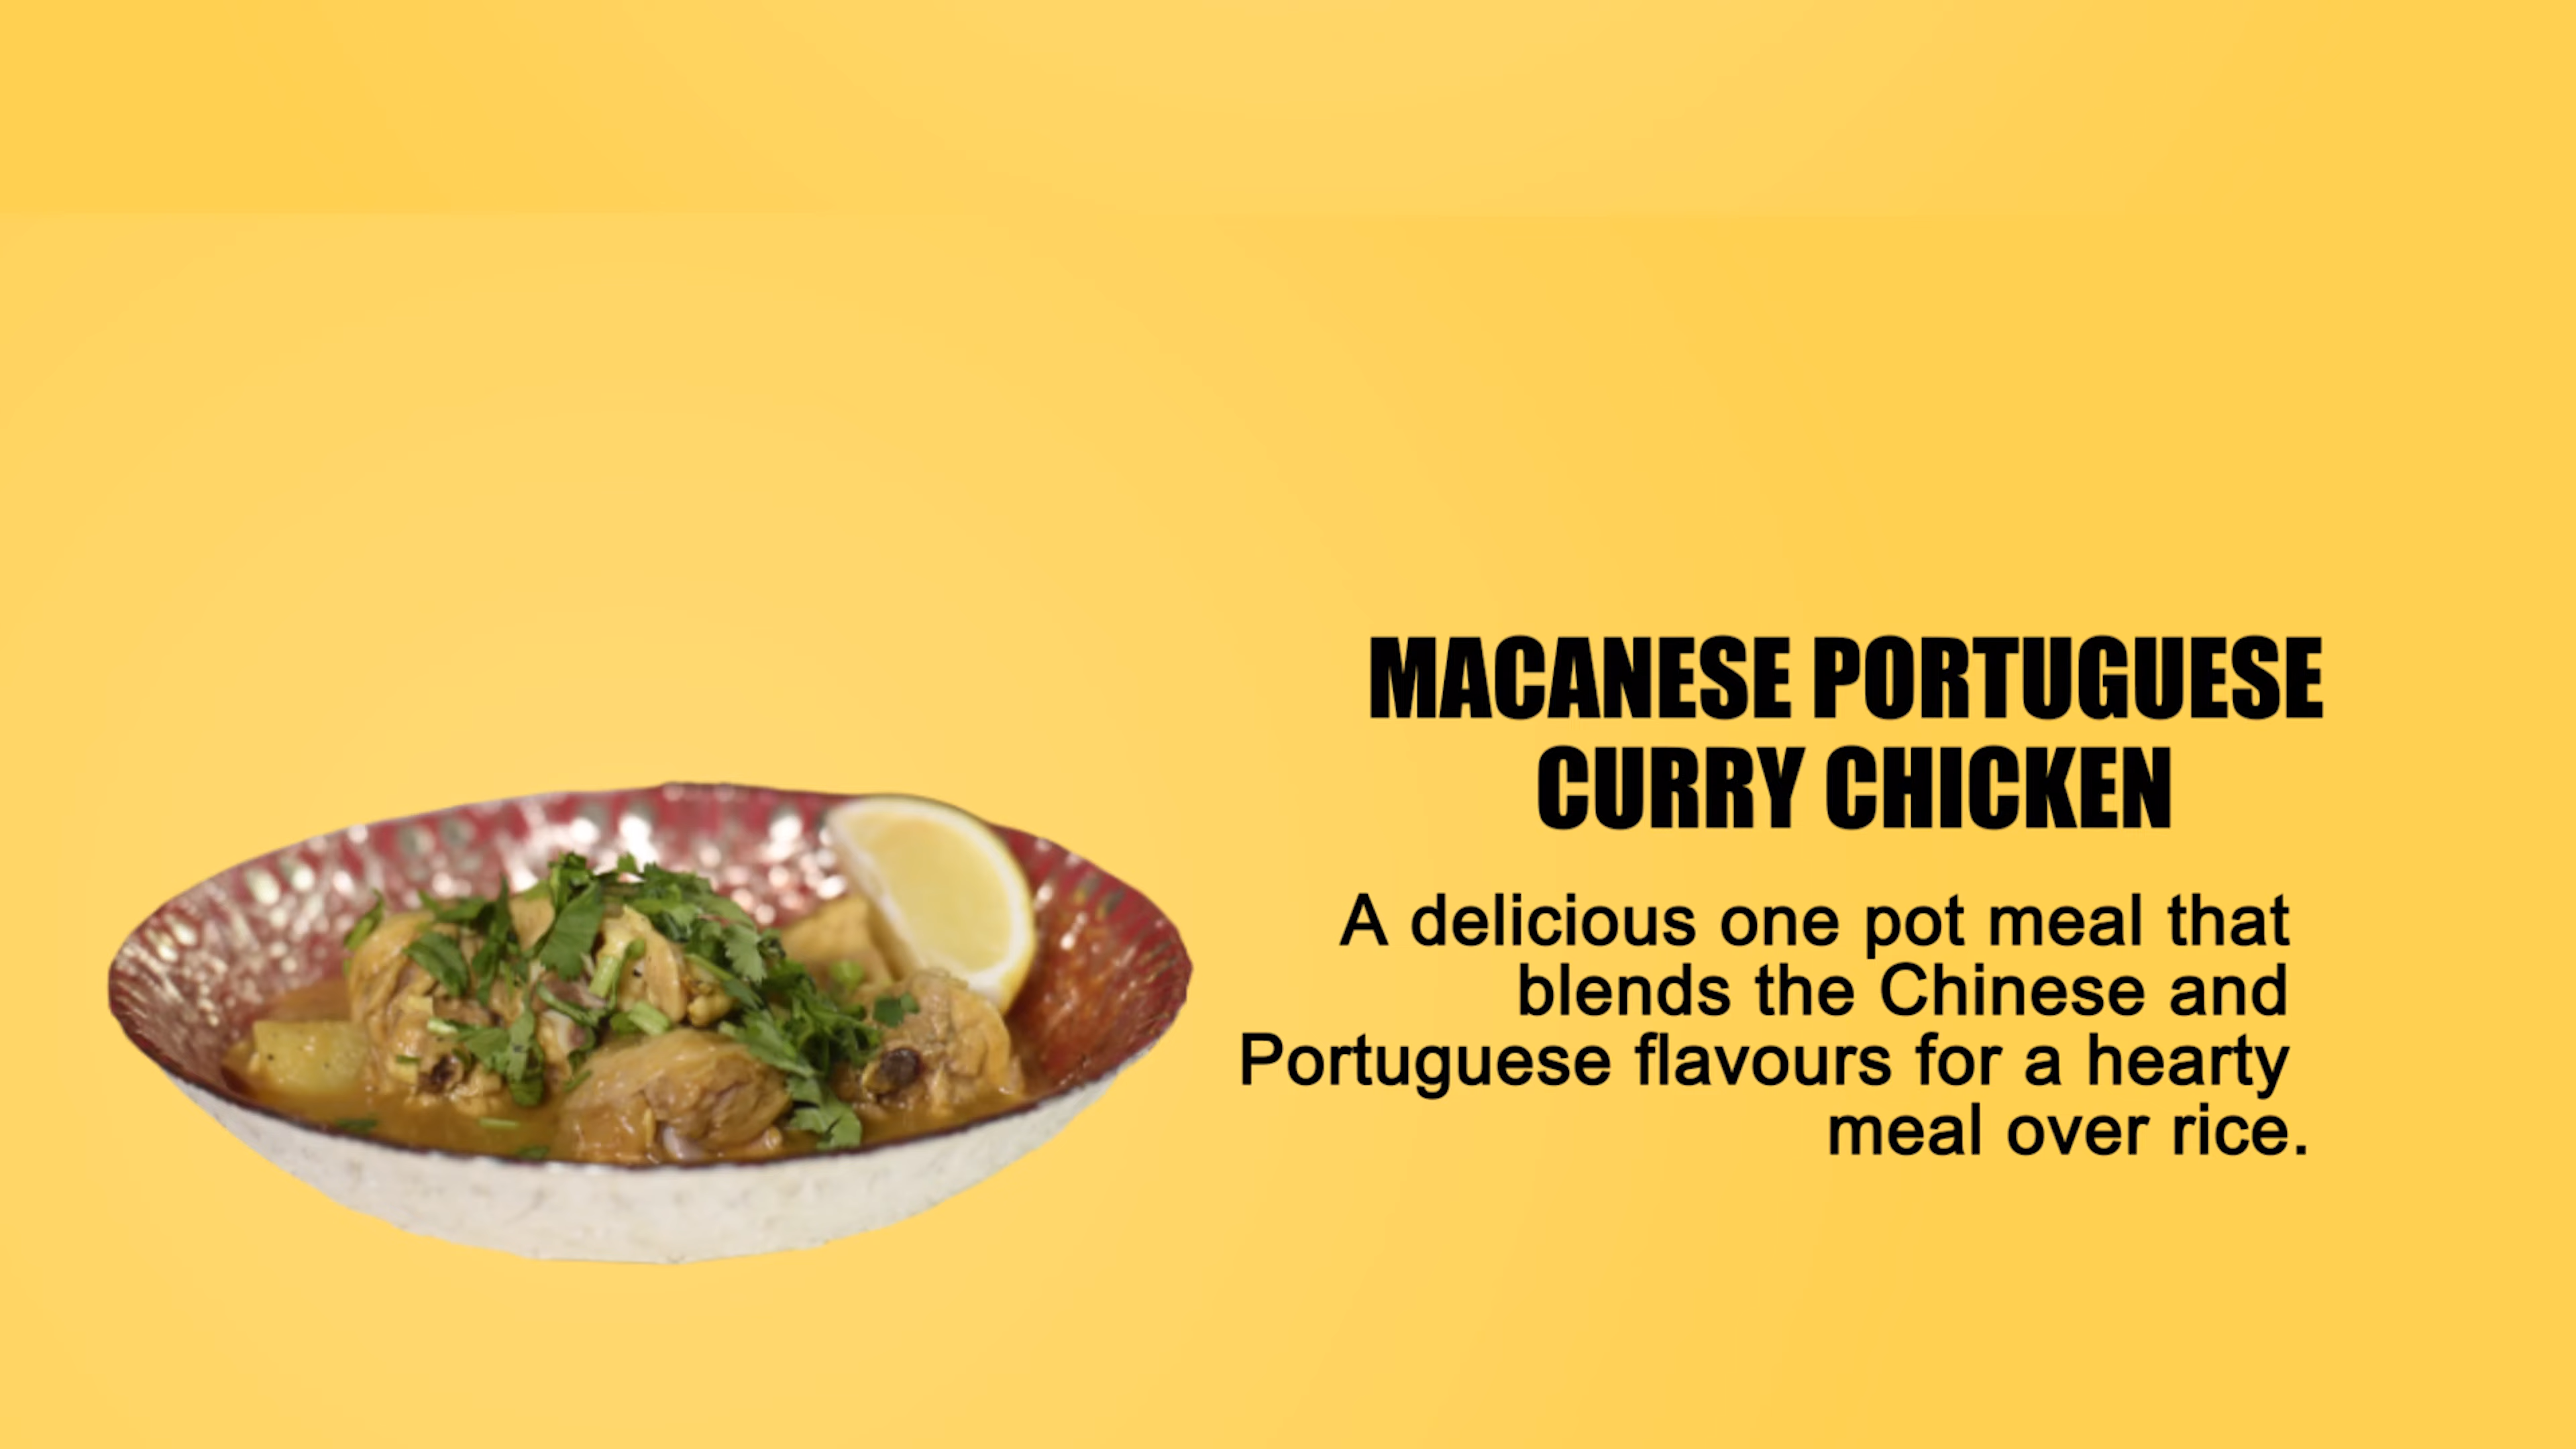 MACANESE PORTUGUESE
CURRY CHICKEN
A delicious one pot meal that
blends the Chinese and
Portuguese flavours for a hearty
meal over rice.